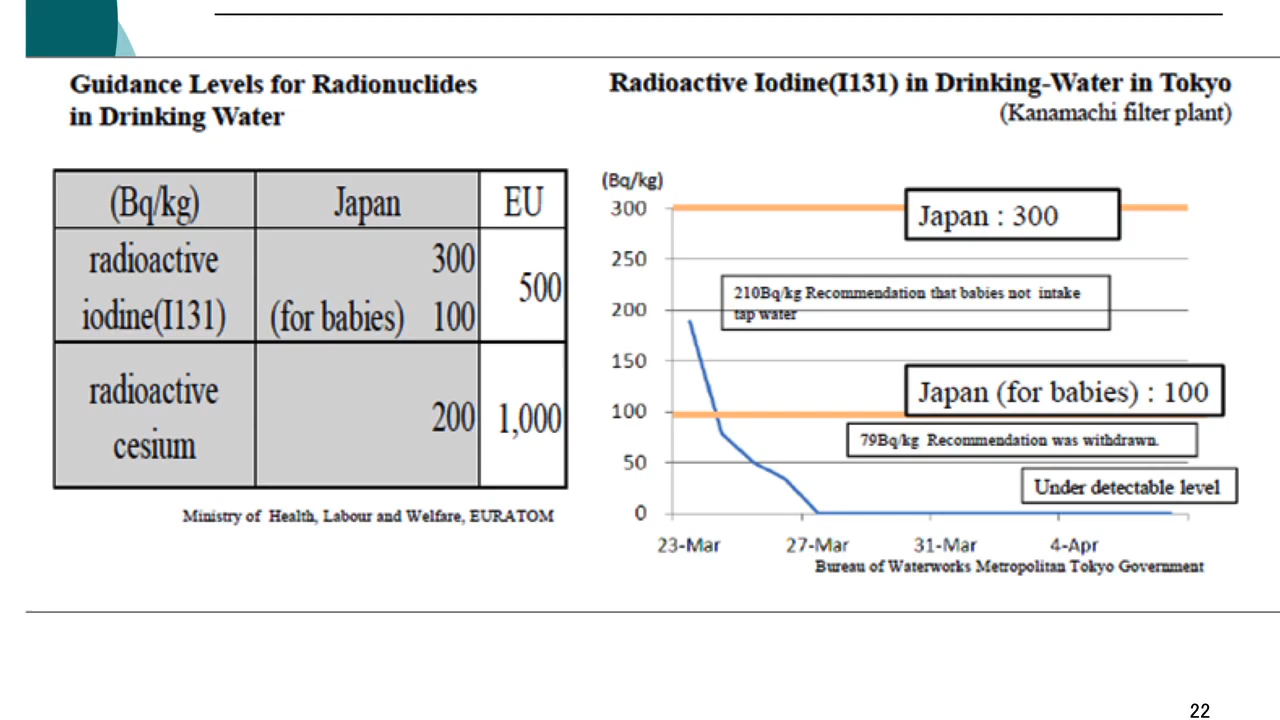 Guidance Levels for Radionuclides
in Drinking Water
(Bq/kg) Japan EU
radioactive
iodine(I131)
300
(for babies) 100
500
radioactive
cesium
200
1,000
Ministry of Health, Labour and Welfare, EURATOM
Radioactive Iodine(I131) in Drinking-Water in Tokyo
(Kanamachi filter plant)
(Bq/kg)
300
250
200
150
100
50
0
Japan : 300
210Bq/kg Recommendation that babies not intake
tap water
Japan (for babies) : 100
79Bq/kg Recommendation was withdrawn.
Under detectable level
23-Mar 27-Mar 31-Mar 4-Apr
Bureau of Waterworks Metropolitan Tokyo Government
22